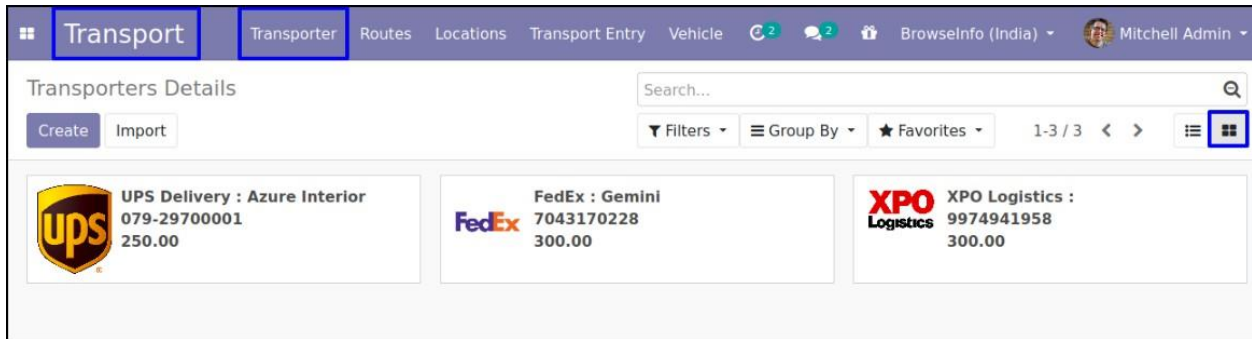 Transport Transporter Routes Locations Transport Entry Vehicle 2 2 BrowseInfo (India) Mitchell Admin
Transporters Details
Search...
Create Import Filters Group By Favorites 1-3 / 3
ups
UPS Delivery : Azure Interior
079-29700001
250.00
FedEx
FedEx : Gemini
7043170228
300.00
XPO
Logistics
XPO Logistics :
9974941958
300.00